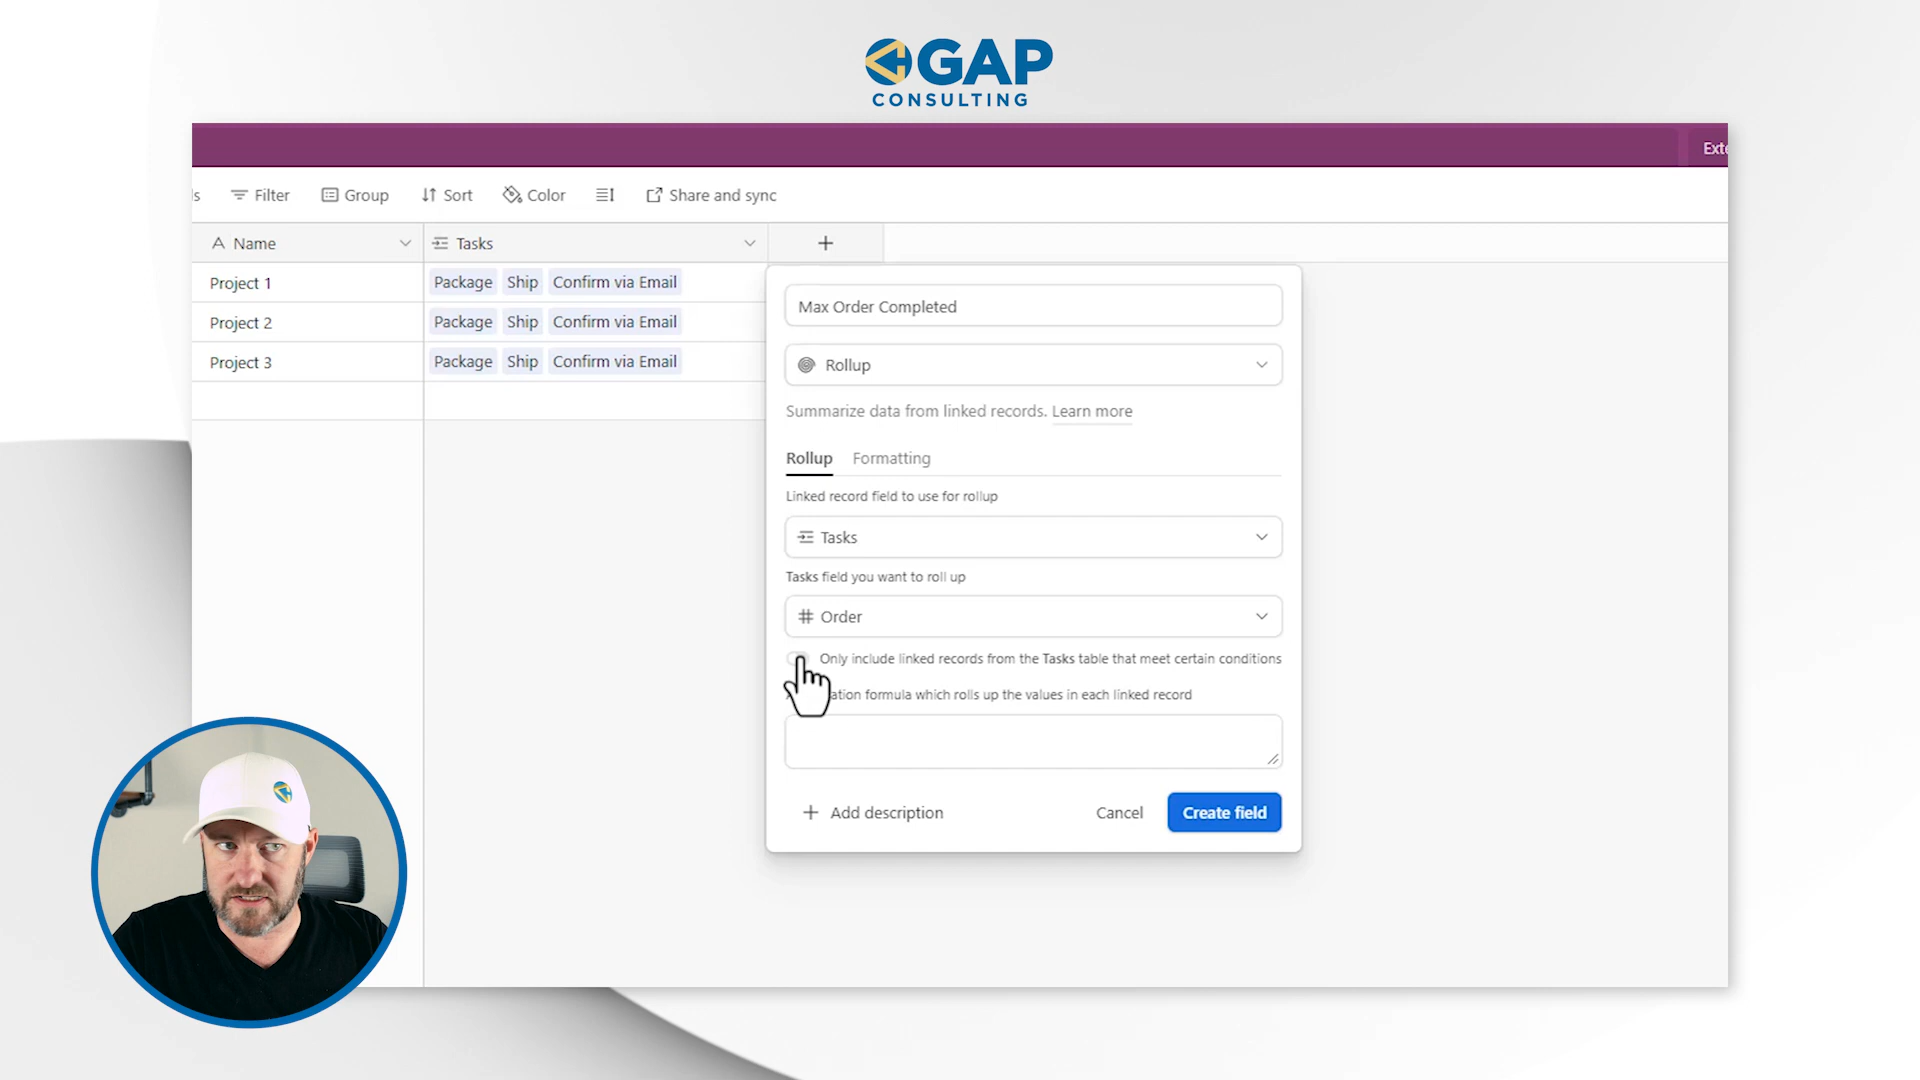 GAP
CONSULTING
Filter Group Sort Color Share and sync
Name Tasks
Project 1 Package Ship Confirm via Email
Project 2 Package Ship Confirm via Email
Project 3 Package Ship Confirm via Email
Max Order Completed
Rollup
Summarize data from linked records. Learn more
Rollup Formatting
Linked record field to use for rollup
Tasks
Tasks field you want to roll up
Order
Only include linked records from the Tasks table that meet certain conditions
formula which rolls up the values in each linked record
+ Add description Cancel Create field